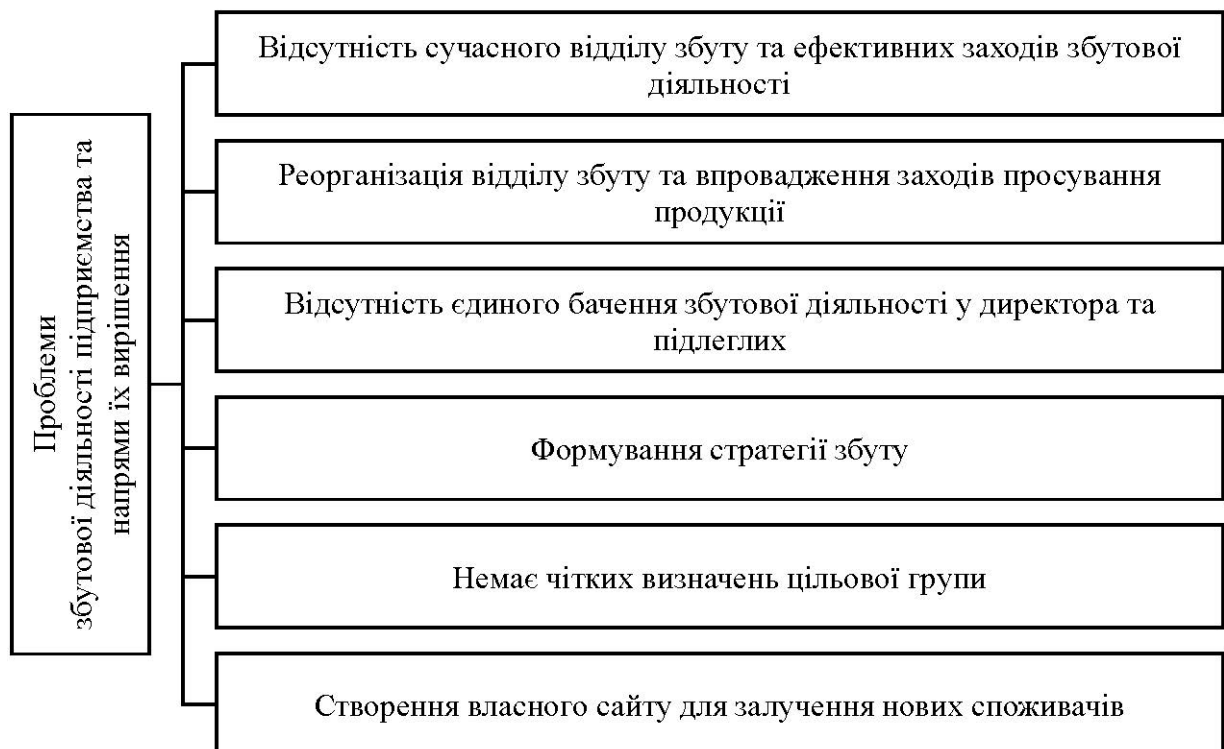 Проблеми
збутової діяльності підприємства та
напрями їх вирішення
Відсутність сучасного відділу збуту та ефективних заходів збутової
діяльності
Реорганізація відділу збуту та впровадження заходів просування
продукції
Відсутність єдиного бачення збутової діяльності у директора та
підлеглих
Формування стратегії збуту
Немає чітких визначень цільової групи
Створення власного сайту для залучення нових споживачів